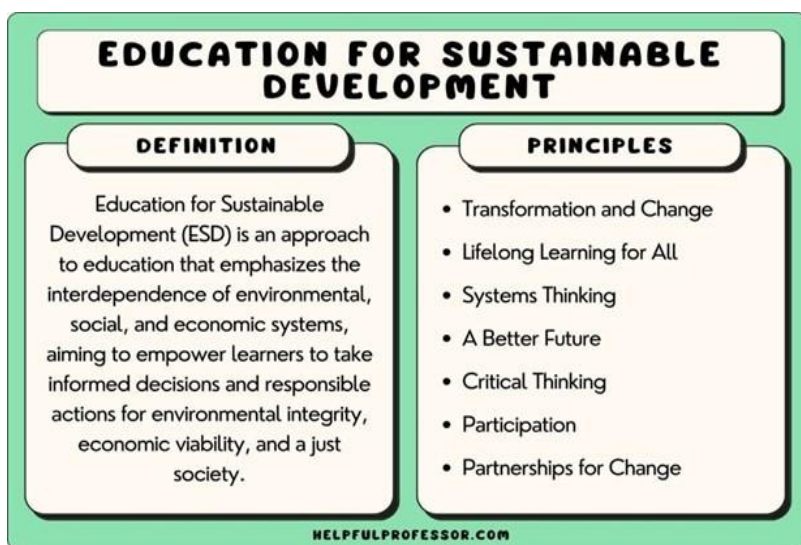 EDUCATION FOR SUSTAINABLE
DEVELOPMENT
DEFINITION
Education for Sustainable
Development (ESD) is an approach
to education that emphasizes the
interdependence of environmental,
social, and economic systems,
aiming to empower learners to take
informed decisions and responsible
actions for environmental integrity,
economic viability, and a just
society.
PRINCIPLES
• Transformation and Change
• Lifelong Learning for All
• Systems Thinking
• A Better Future
• Critical Thinking
• Participation
• Partnerships for Change
HELPFULPROFESSOR.COM